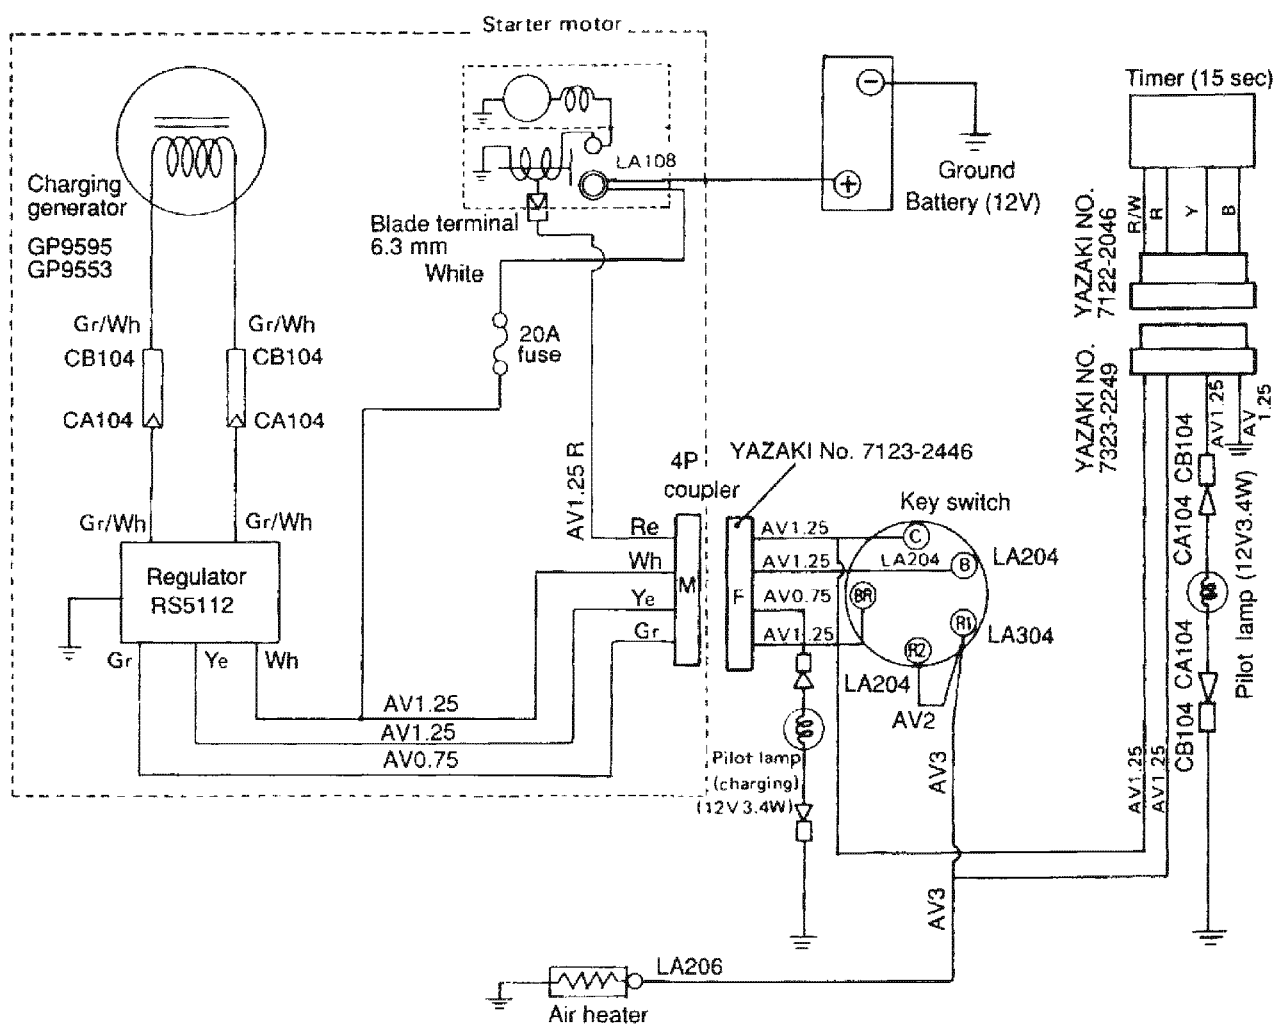 Starter motor
Timer (15 sec)
LA108
−
+
Ground
Battery (12V)
Charging
generator
GP9595
GP9553
Blade terminal
6.3 mm
White
R/W
R
Y
B
YAZAKI NO.
7122-2046
Gr/Wh
Gr/Wh
CB104
CB104
CA104
CA104
20A
fuse
YAZAKI NO.
7323-2249
AV1.25
AV
1.25
CB104
CA104
Pilot lamp (12V3.4W)
CA104
CB104
AV1.25 R
4P
coupler
YAZAKI No. 7123-2446
Key switch
Gr/Wh
Gr/Wh
Regulator
RS5112
Re
Wh
Ye
Gr
M
F
AV1.25
AV1.25
AV0.75
AV1.25
C
LA204
B
LA204
BR
R1
LA304
R2
LA204
AV2
Gr
Ye
Wh
AV1.25
AV1.25
AV0.75
Pilot lamp
(charging)
(12V3.4W)
AV3
AV1.25
AV1.25
AV3
LA206
Air heater